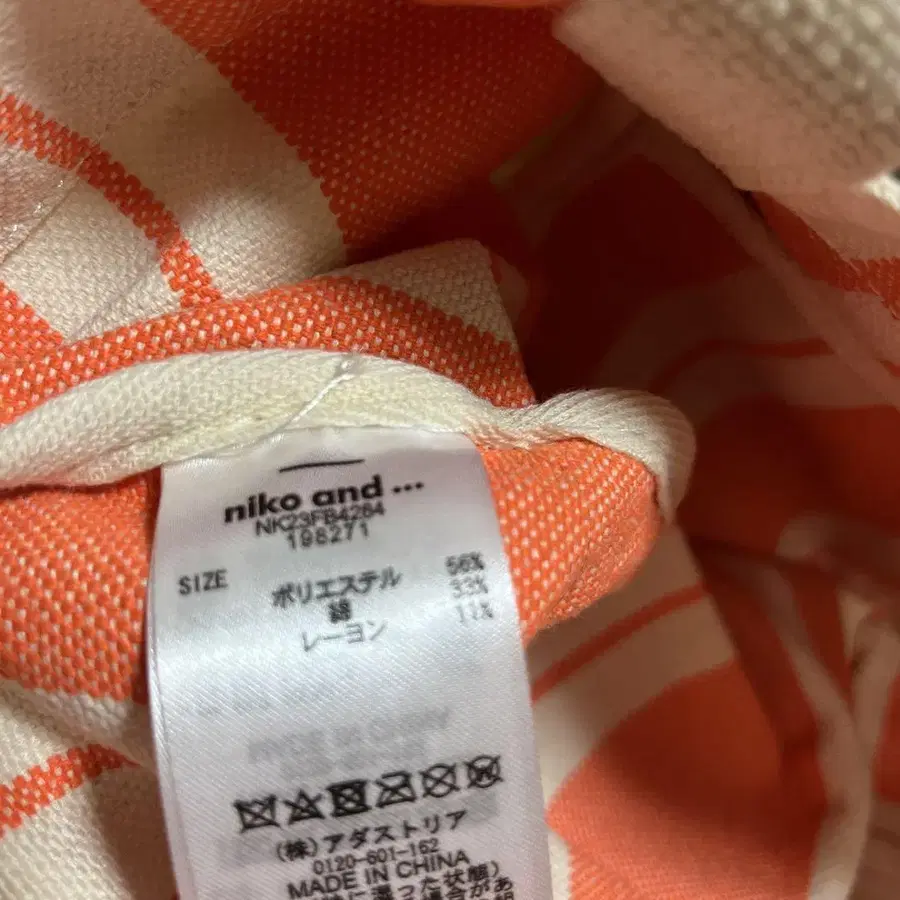 niko and ...
NK23FB4264
198271
SIZE
ポリエステル 56%
綿 33%
レーヨン 11%
(株)アダストリア
0120-601-162
MADE IN CHINA